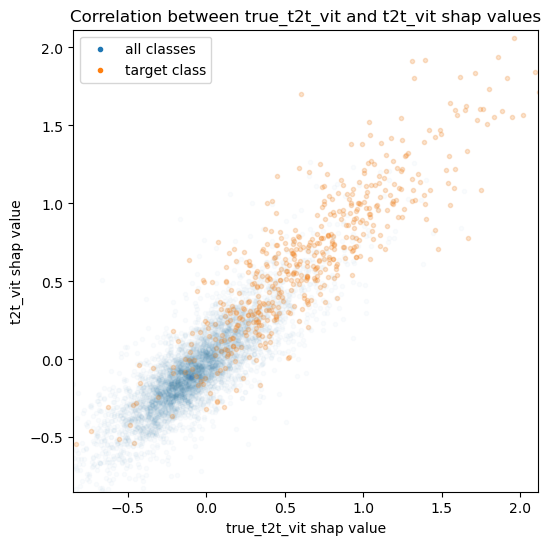 Correlation between true_t2t_vit and t2t_vit shap values
all classes
target class
2.0
1.5
1.0
0.5
0.0
−0.5
t2t_vit shap value
−0.5
0.0
0.5
1.0
1.5
2.0
true_t2t_vit shap value